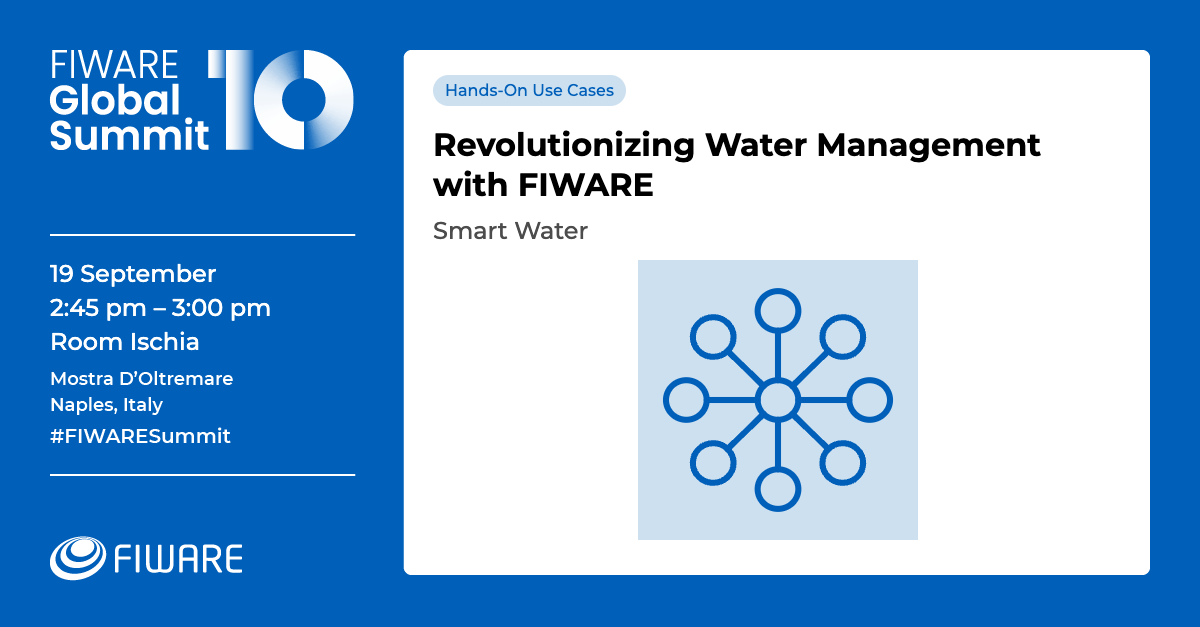 FIWARE
Global
Summit
10
19 September
2:45 pm – 3:00 pm
Room Ischia
Mostra D’Oltremare
Naples, Italy
#FIWARESummit
FIWARE
Hands-On Use Cases
Revolutionizing Water Management
with FIWARE
Smart Water